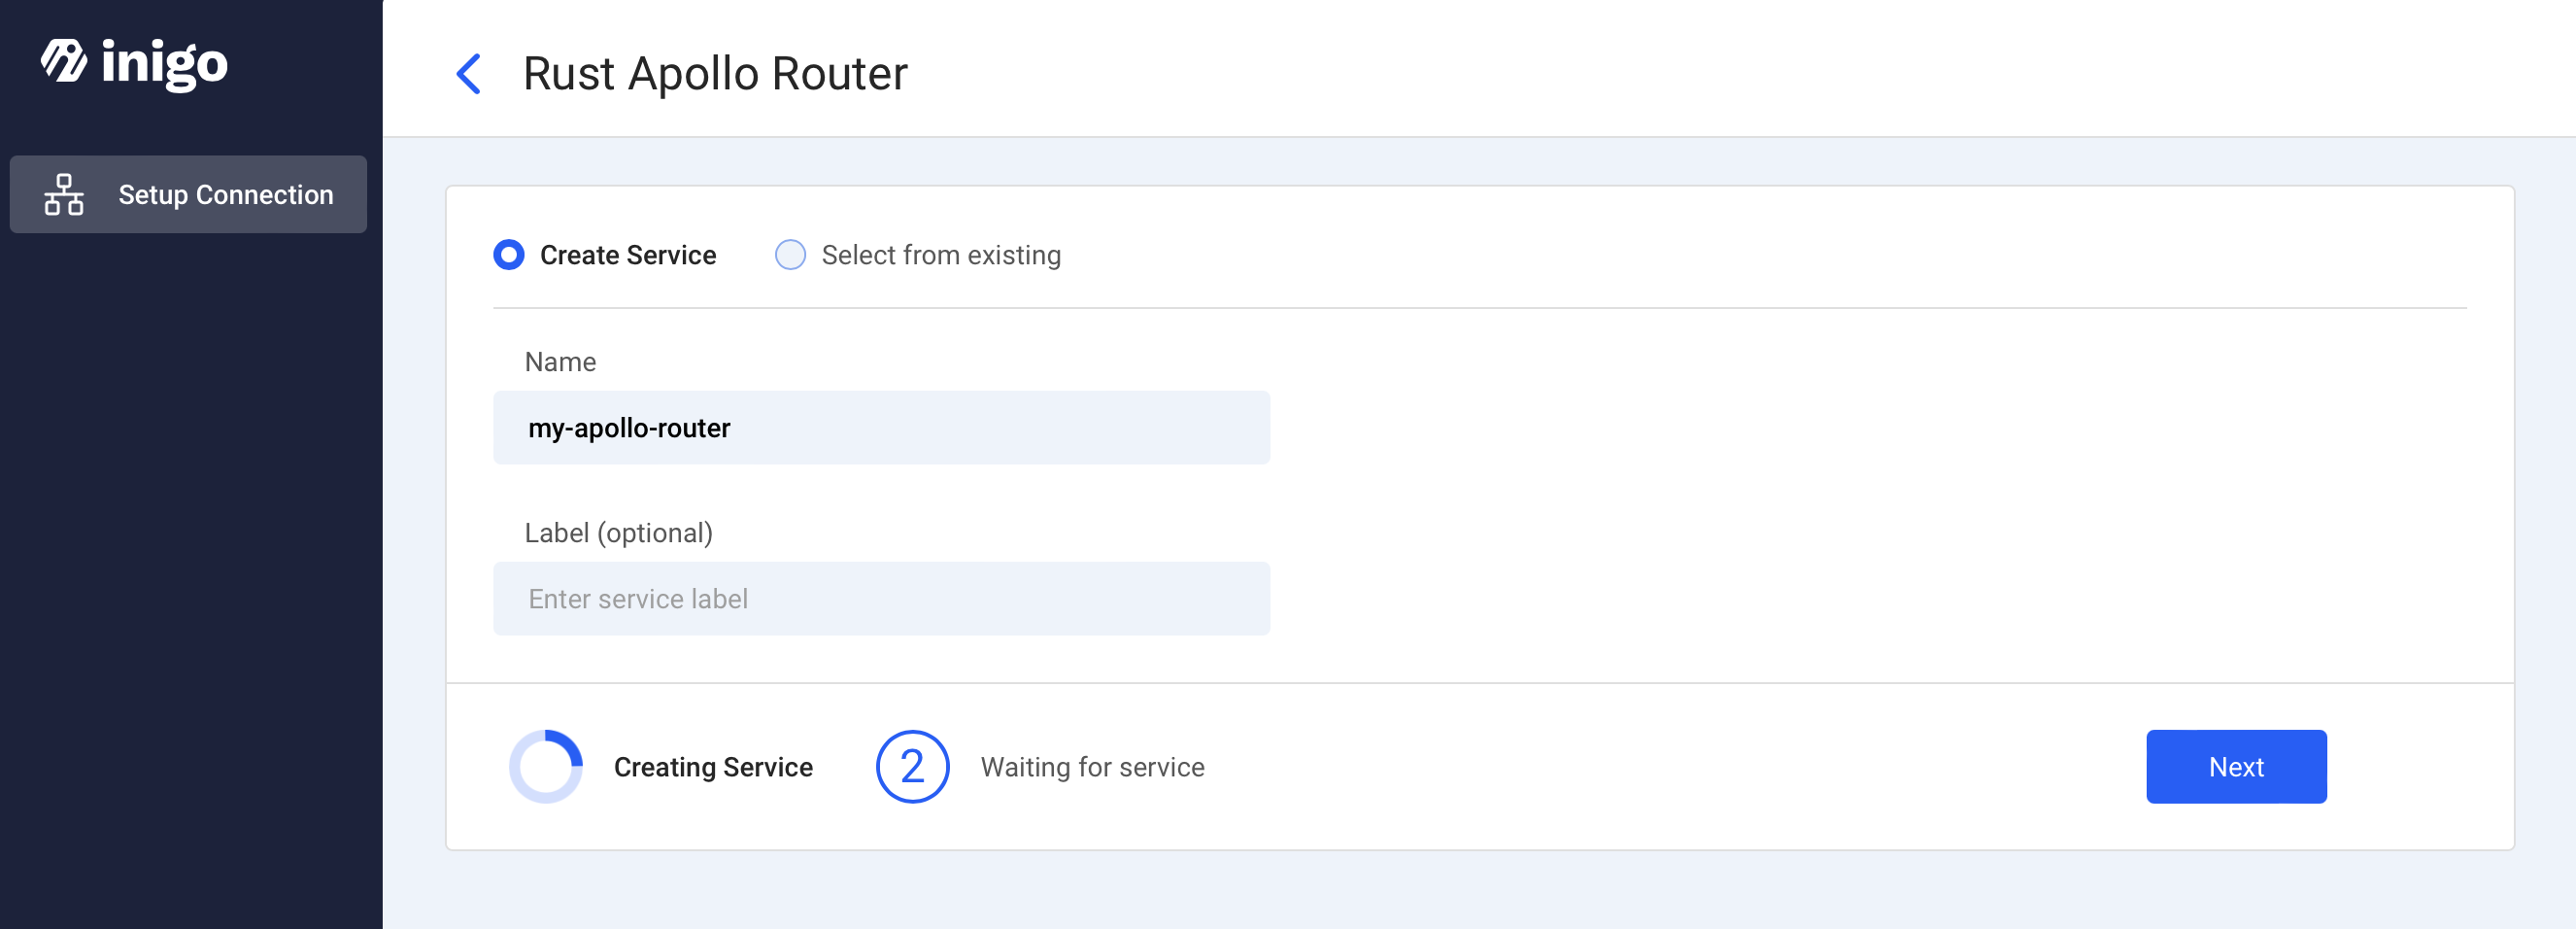 inigo
Setup Connection
Rust Apollo Router
Create Service
Select from existing
Name
my-apollo-router
Label (optional)
Enter service label
Creating Service
2
Waiting for service
Next